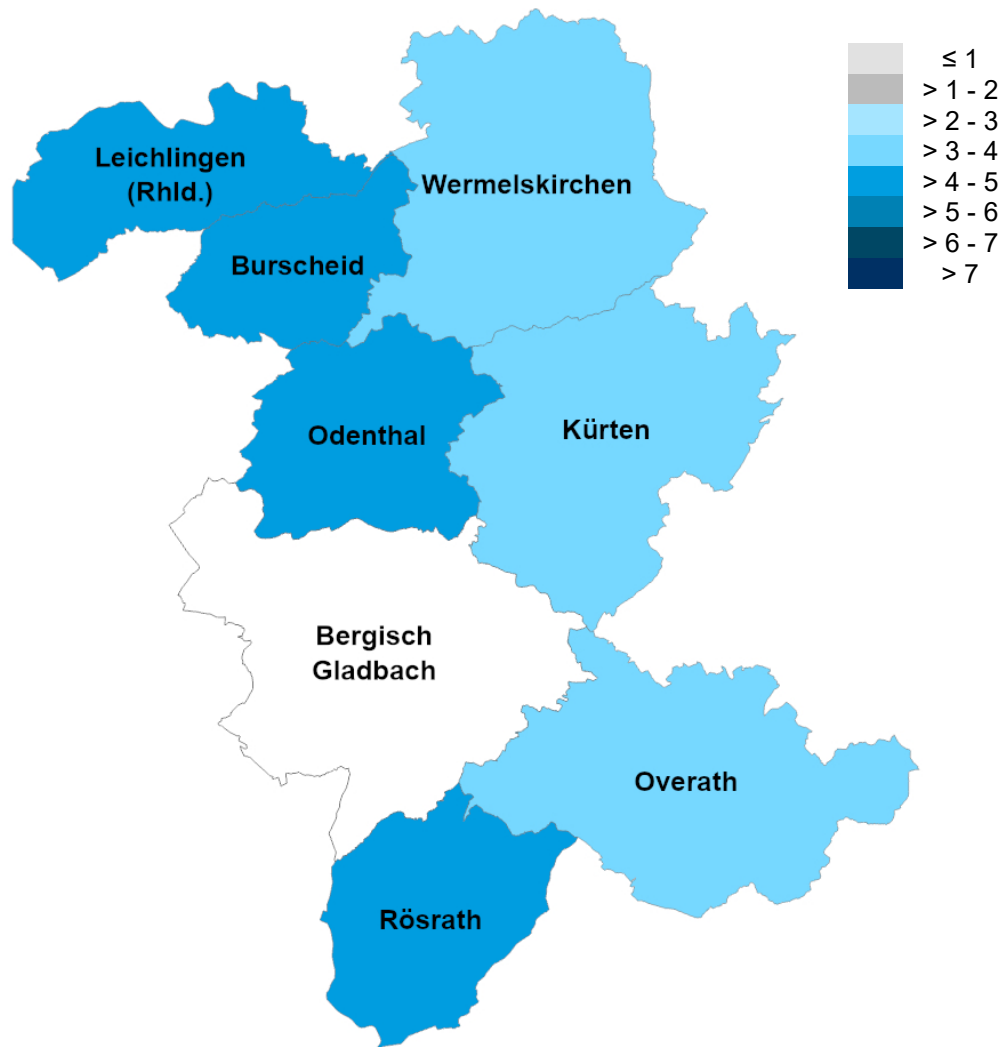 ≤ 1
> 1 - 2
> 2 - 3
> 3 - 4
> 4 - 5
> 5 - 6
> 6 - 7
> 7
Leichlingen
(Rhld.)
Wermelskirchen
Burscheid
Odenthal
Kürten
Bergisch
Gladbach
Overath
Rösrath